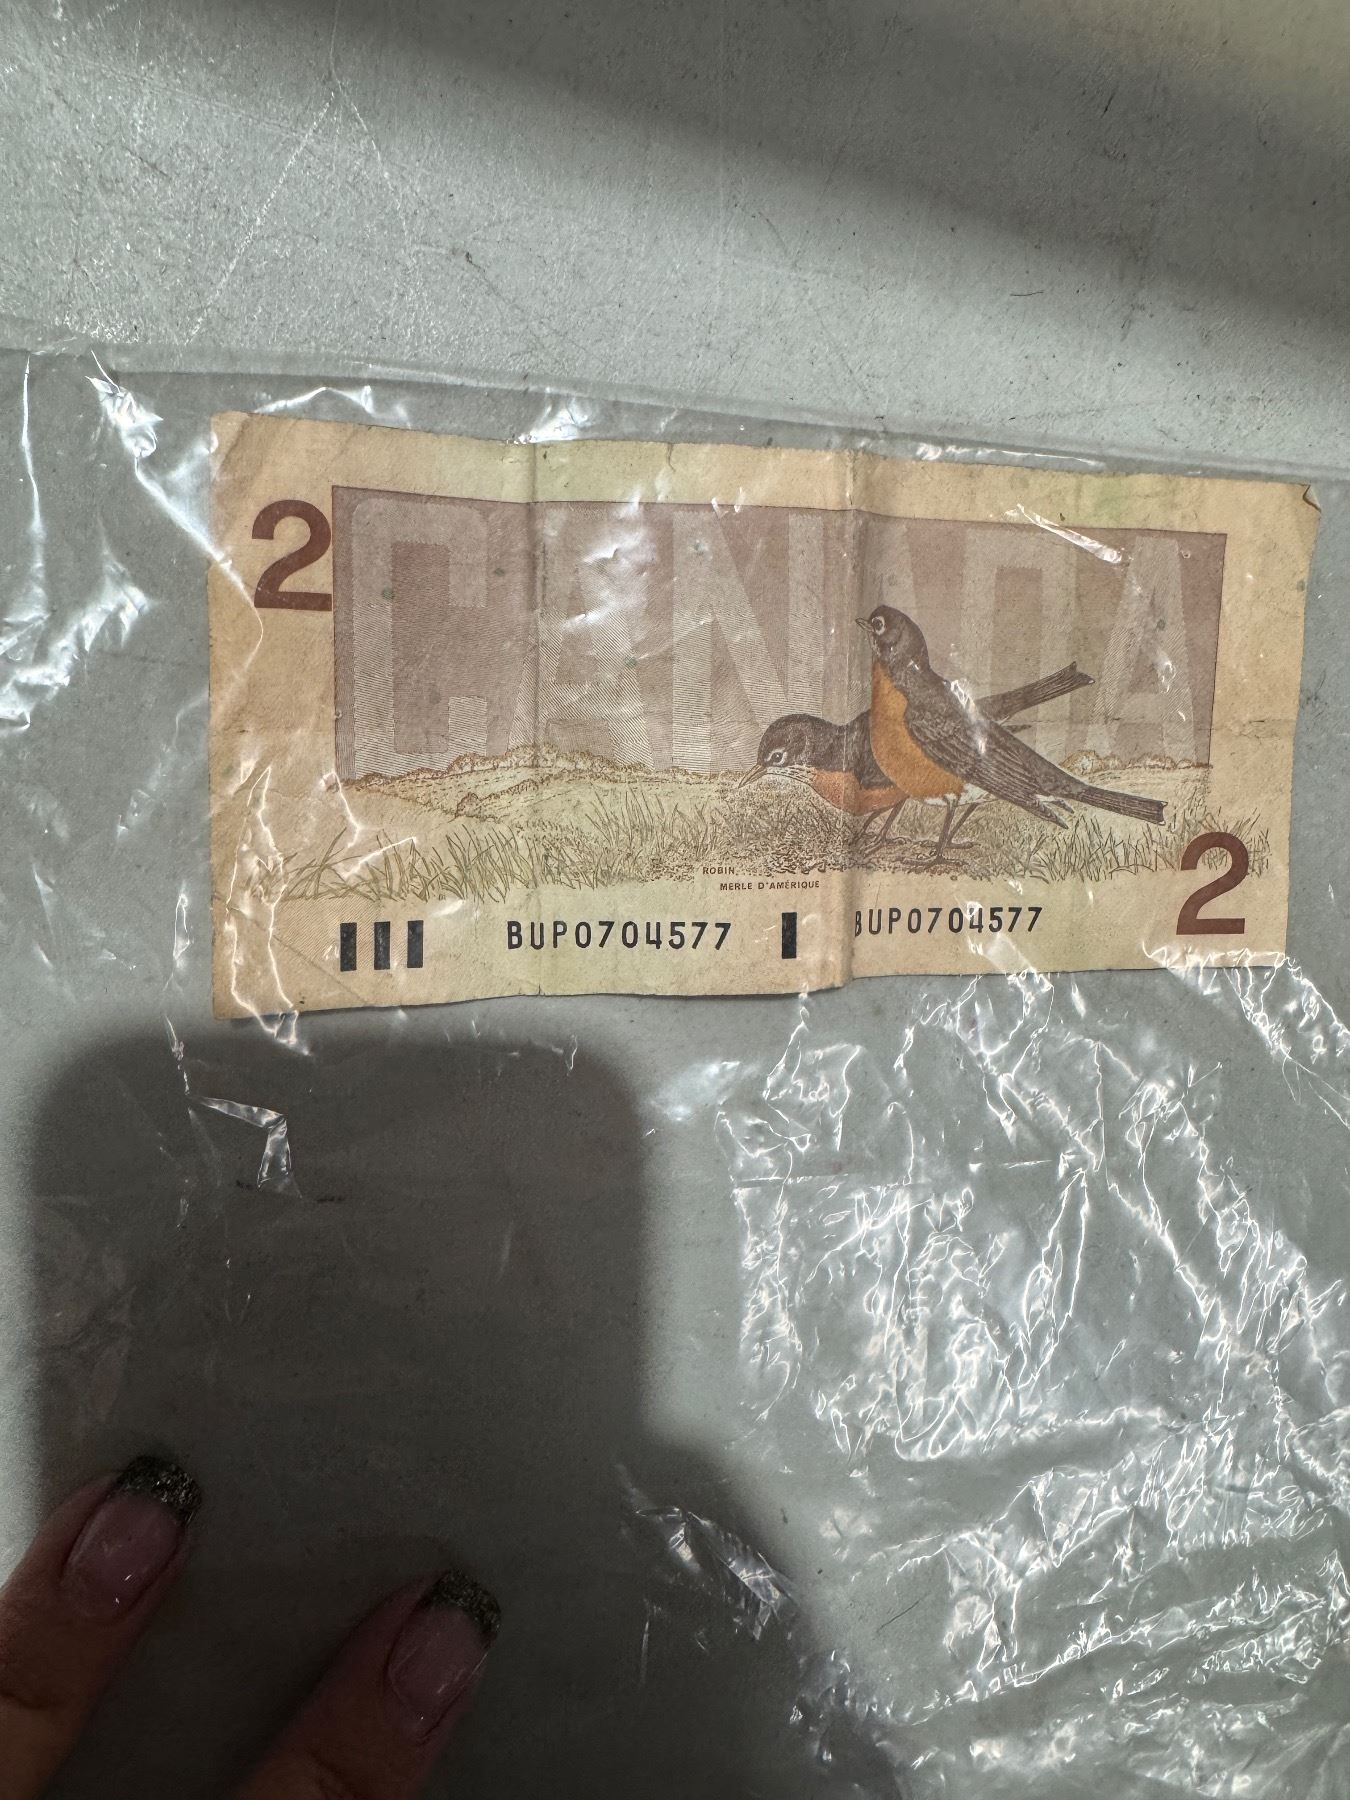 2
CANADA
ROBIN
MERLE D'AMÉRIQUE
BUP0704577 BUP0704577
2